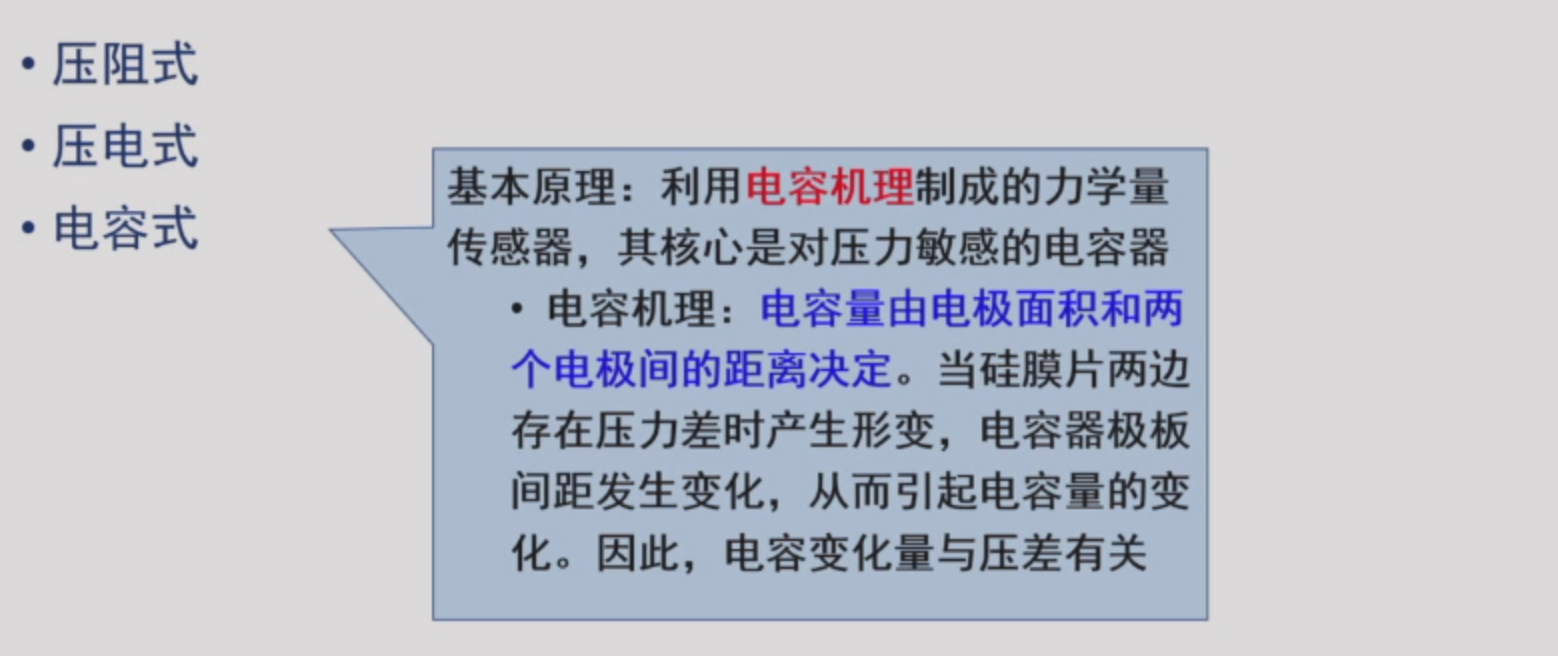 • 压阻式
• 压电式
• 电容式
基本原理：利用电容机理制成的力学量
传感器，其核心是对压力敏感的电容器
• 电容机理：电容量由电极面积和两
个电极间的距离决定。当硅膜片两边
存在压力差时产生形变，电容器极板
间距发生变化，从而引起电容量的变
化。因此，电容变化量与压差有关